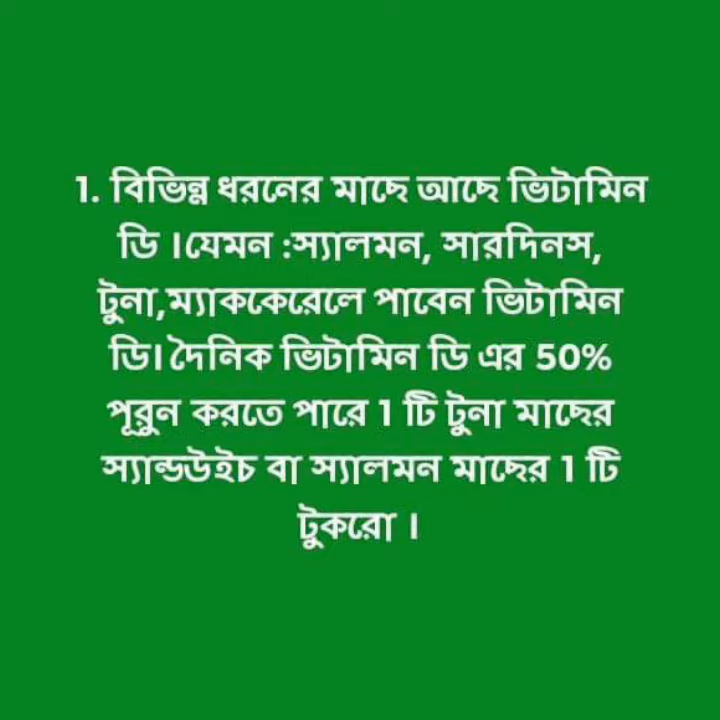 1. বিভিন্ন ধরনের মাছে আছে ভিটামিন
ডি ।যেমন :স্যালমন, সারদিনস,
টুনা,ম্যাককেরেলে পাবেন ভিটামিন
ডি। দৈনিক ভিটামিন ডি এর 50%
পূরুন করতে পারে 1 টি টুনা মাছের
স্যান্ডউইচ বা স্যালমন মাছের 1 টি
টুকরো ।